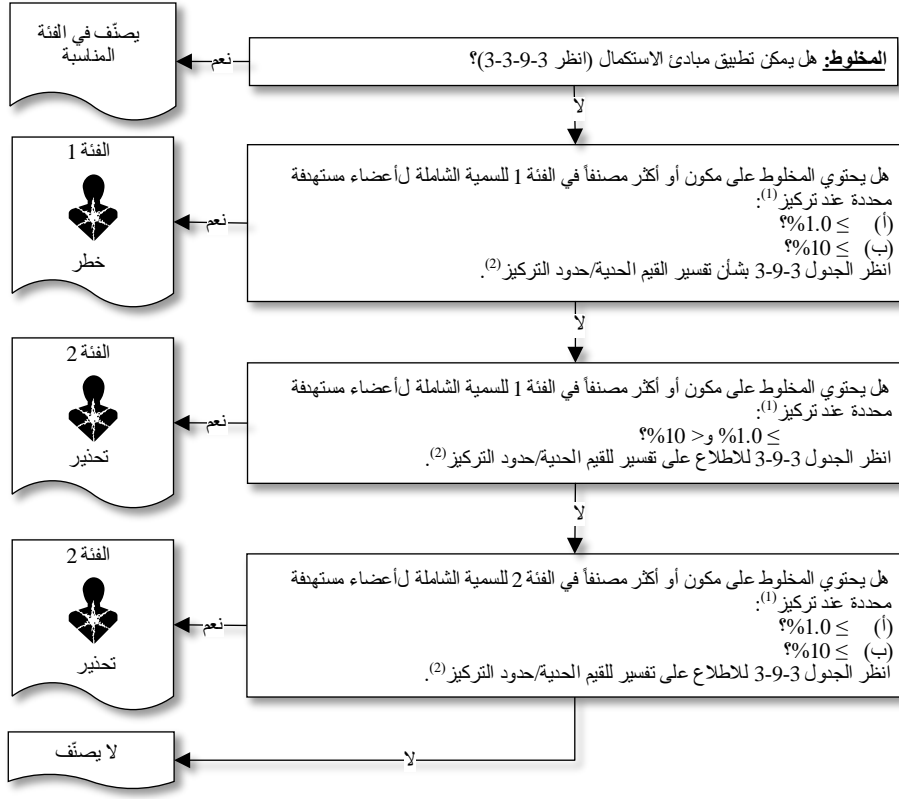 المخلوط: هل يمكن تطبيق مبادئ الاستكمال (انظر 3-9-3-3)؟
نعم
يصنّف في الفئة
المناسبة
لا
هل يحتوي المخلوط على مكون أو أكثر مصنفاً في الفئة 1 للسمية الشاملة لأعضاء مستهدفة
محددة عند تركيز(1):
(أ) ≥ 1.0%؟
(ب) ≥ 10%؟
انظر الجدول 3-9-3 بشأن تفسير القيم الحدية/حدود التركيز(2).
نعم
الفئة 1
خطر
لا
هل يحتوي المخلوط على مكون أو أكثر مصنفاً في الفئة 1 للسمية الشاملة لأعضاء مستهدفة
محددة عند تركيز(1):
≥ 1.0% و< 10%؟
انظر الجدول 3-9-3 للاطلاع على تفسير للقيم الحدية/حدود التركيز(2).
نعم
الفئة 2
تحذير
لا
هل يحتوي المخلوط على مكون أو أكثر مصنفاً في الفئة 2 للسمية الشاملة لأعضاء مستهدفة
محددة عند تركيز(1):
(أ) ≥ 1.0%؟
(ب) ≥ 10%؟
انظر الجدول 3-9-3 للاطلاع على تفسير للقيم الحدية/حدود التركيز(2).
نعم
الفئة 2
تحذير
لا
لا يصنّف